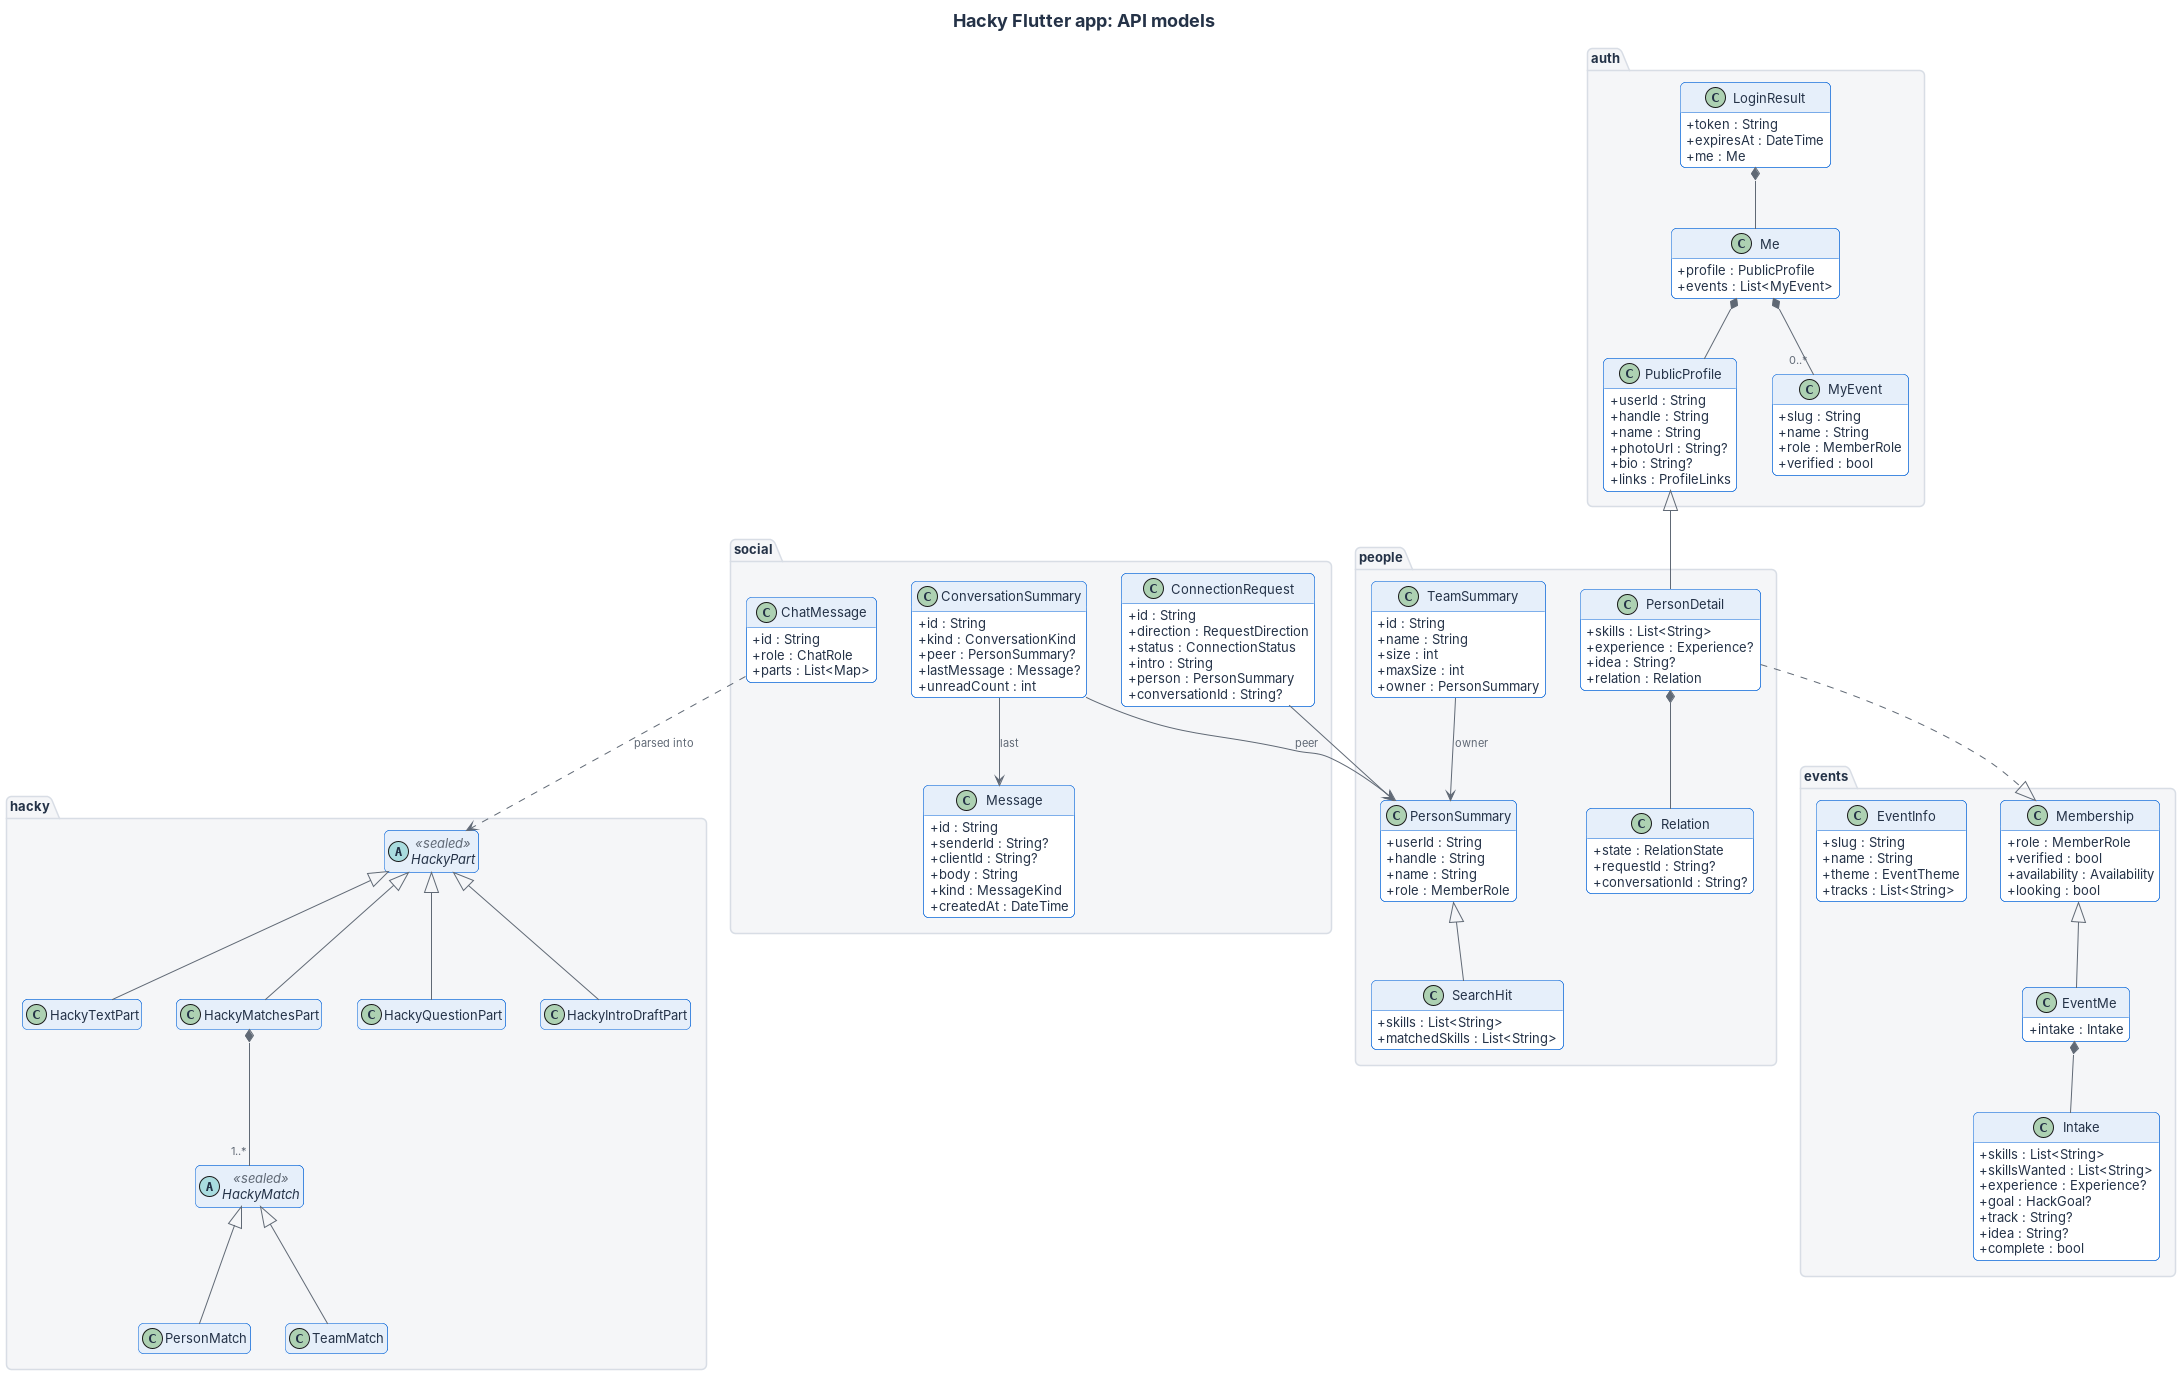 Hacky Flutter app: API models
auth
C LoginResult
+token : String
+expiresAt : DateTime
+me : Me
C Me
+profile : PublicProfile
+events : List<MyEvent>
0..*
C PublicProfile
+userId : String
+handle : String
+name : String
+photoUrl : String?
+bio : String?
+links : ProfileLinks
C MyEvent
+slug : String
+name : String
+role : MemberRole
+verified : bool
social
C ChatMessage
+id : String
+role : ChatRole
+parts : List<Map>
C ConversationSummary
+id : String
+kind : ConversationKind
+peer : PersonSummary?
+lastMessage : Message?
+unreadCount : int
C ConnectionRequest
+id : String
+direction : RequestDirection
+status : ConnectionStatus
+intro : String
+person : PersonSummary
+conversationId : String?
parsed into
last
peer
C Message
+id : String
+senderId : String?
+clientId : String?
+body : String
+kind : MessageKind
+createdAt : DateTime
people
C TeamSummary
+id : String
+name : String
+size : int
+maxSize : int
+owner : PersonSummary
C PersonDetail
+skills : List<String>
+experience : Experience?
+idea : String?
+relation : Relation
owner
C PersonSummary
+userId : String
+handle : String
+name : String
+role : MemberRole
C Relation
+state : RelationState
+requestId : String?
+conversationId : String?
C SearchHit
+skills : List<String>
+matchedSkills : List<String>
events
C EventInfo
+slug : String
+name : String
+theme : EventTheme
+tracks : List<String>
C Membership
+role : MemberRole
+verified : bool
+availability : Availability
+looking : bool
C EventMe
+intake : Intake
C Intake
+skills : List<String>
+skillsWanted : List<String>
+experience : Experience?
+goal : HackGoal?
+track : String?
+idea : String?
+complete : bool
hacky
A «sealed»
HackyPart
C HackyTextPart
C HackyMatchesPart
C HackyQuestionPart
C HackyIntroDraftPart
1..*
A «sealed»
HackyMatch
C PersonMatch
C TeamMatch